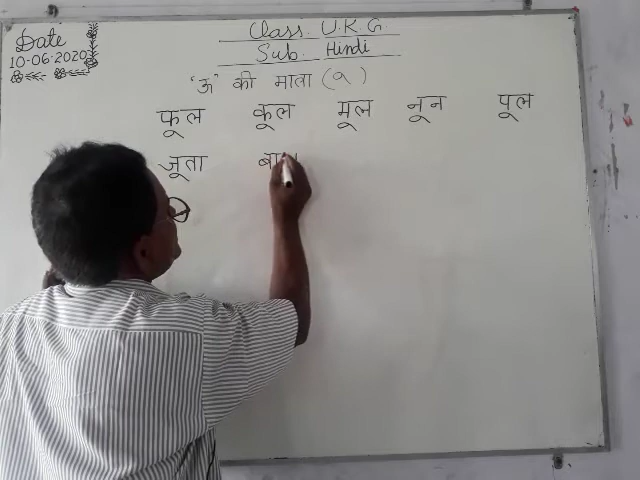 Date
10-06-2020
Class. U.K.G.
Sub. Hindi
'ऊ' की माता (ू)
फूल कूल मूल नून पूल
जूता